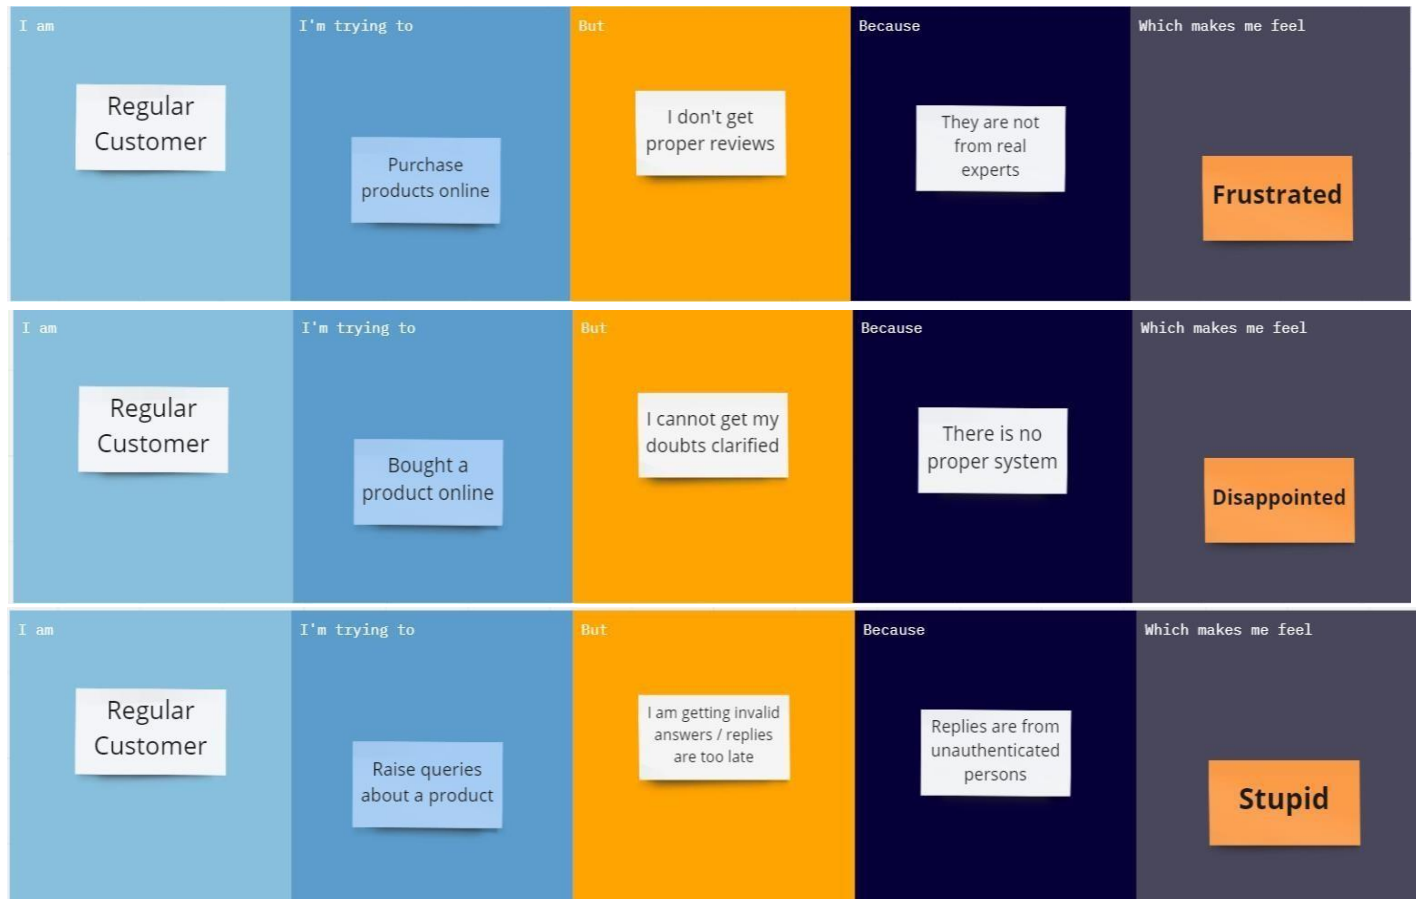 I am
I'm trying to
But
Because
Which makes me feel
Regular
Customer
Purchase
products online
I don't get
proper reviews
They are not
from real
experts
Frustrated
I am
I'm trying to
But
Because
Which makes me feel
Regular
Customer
Bought a
product online
I cannot get my
doubts clarified
There is no
proper system
Disappointed
I am
I'm trying to
But
Because
Which makes me feel
Regular
Customer
Raise queries
about a product
I am getting invalid
answers / replies
are too late
Replies are from
unauthenticated
persons
Stupid